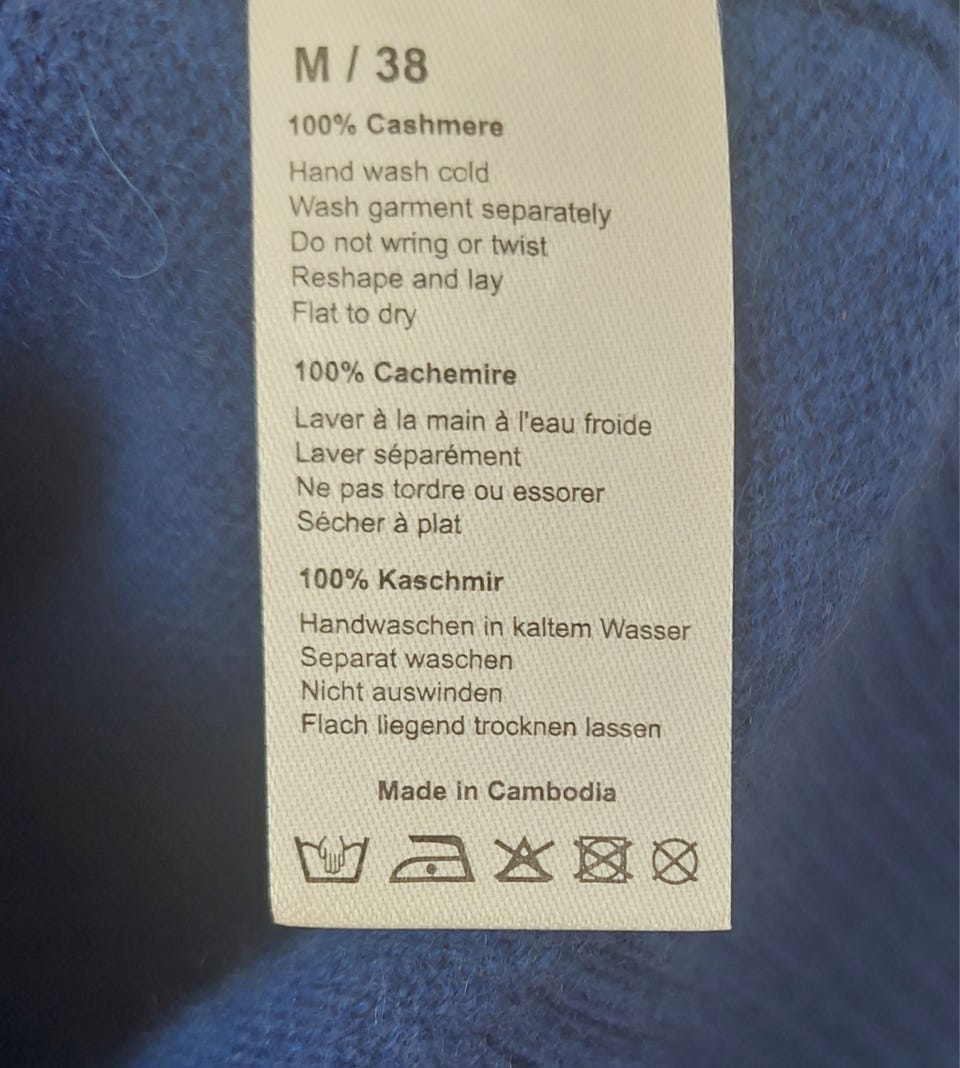 M / 38
100% Cashmere
Hand wash cold
Wash garment separately
Do not wring or twist
Reshape and lay
Flat to dry
100% Cachemire
Laver à la main à l'eau froide
Laver séparément
Ne pas tordre ou essorer
Sécher à plat
100% Kaschmir
Handwaschen in kaltem Wasser
Separat waschen
Nicht auswinden
Flach liegend trocknen lassen
Made in Cambodia